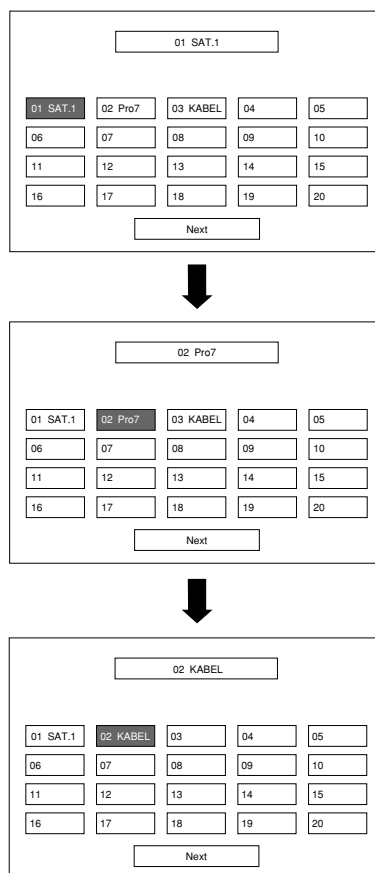 01 SAT.1
01 SAT.1 02 Pro7 03 KABEL 04 05
06 07 08 09 10
11 12 13 14 15
16 17 18 19 20
Next
02 Pro7
01 SAT.1 02 Pro7 03 KABEL 04 05
06 07 08 09 10
11 12 13 14 15
16 17 18 19 20
Next
02 KABEL
01 SAT.1 02 KABEL 03 04 05
06 07 08 09 10
11 12 13 14 15
16 17 18 19 20
Next